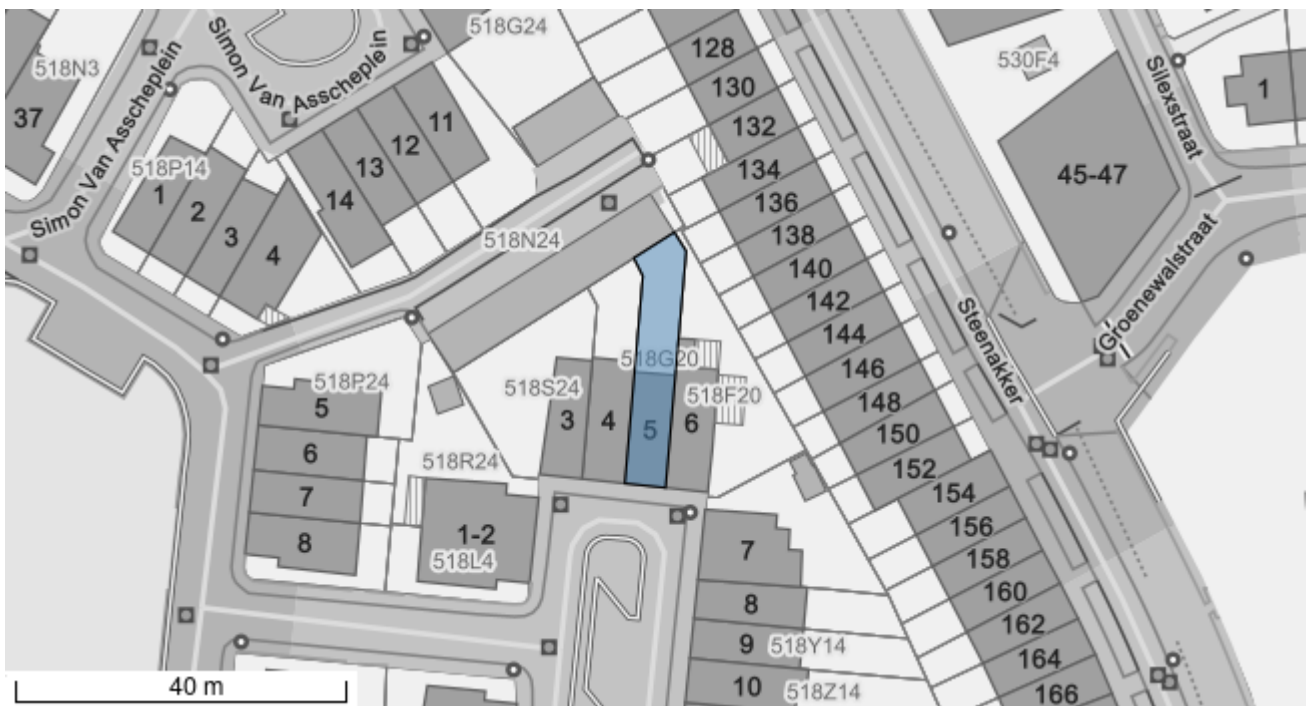 518G24
128
130
132
134
136
138
140
142
144
146
148
150
152
154
156
158
160
162
164
166
518N3
37
Simon Van Asscheplein
Simon Van Asscheplein
518P14
1
2
3
4
14
13
12
11
518N24
530F4
Silexstraat
1
45-47
Groenewalstraat
Steenakker
518P24
5
6
7
8
518R24
1-2
518L4
518S24
3
4
518G20
5
6
518F20
7
8
9
518Y14
10
518Z14
40 m